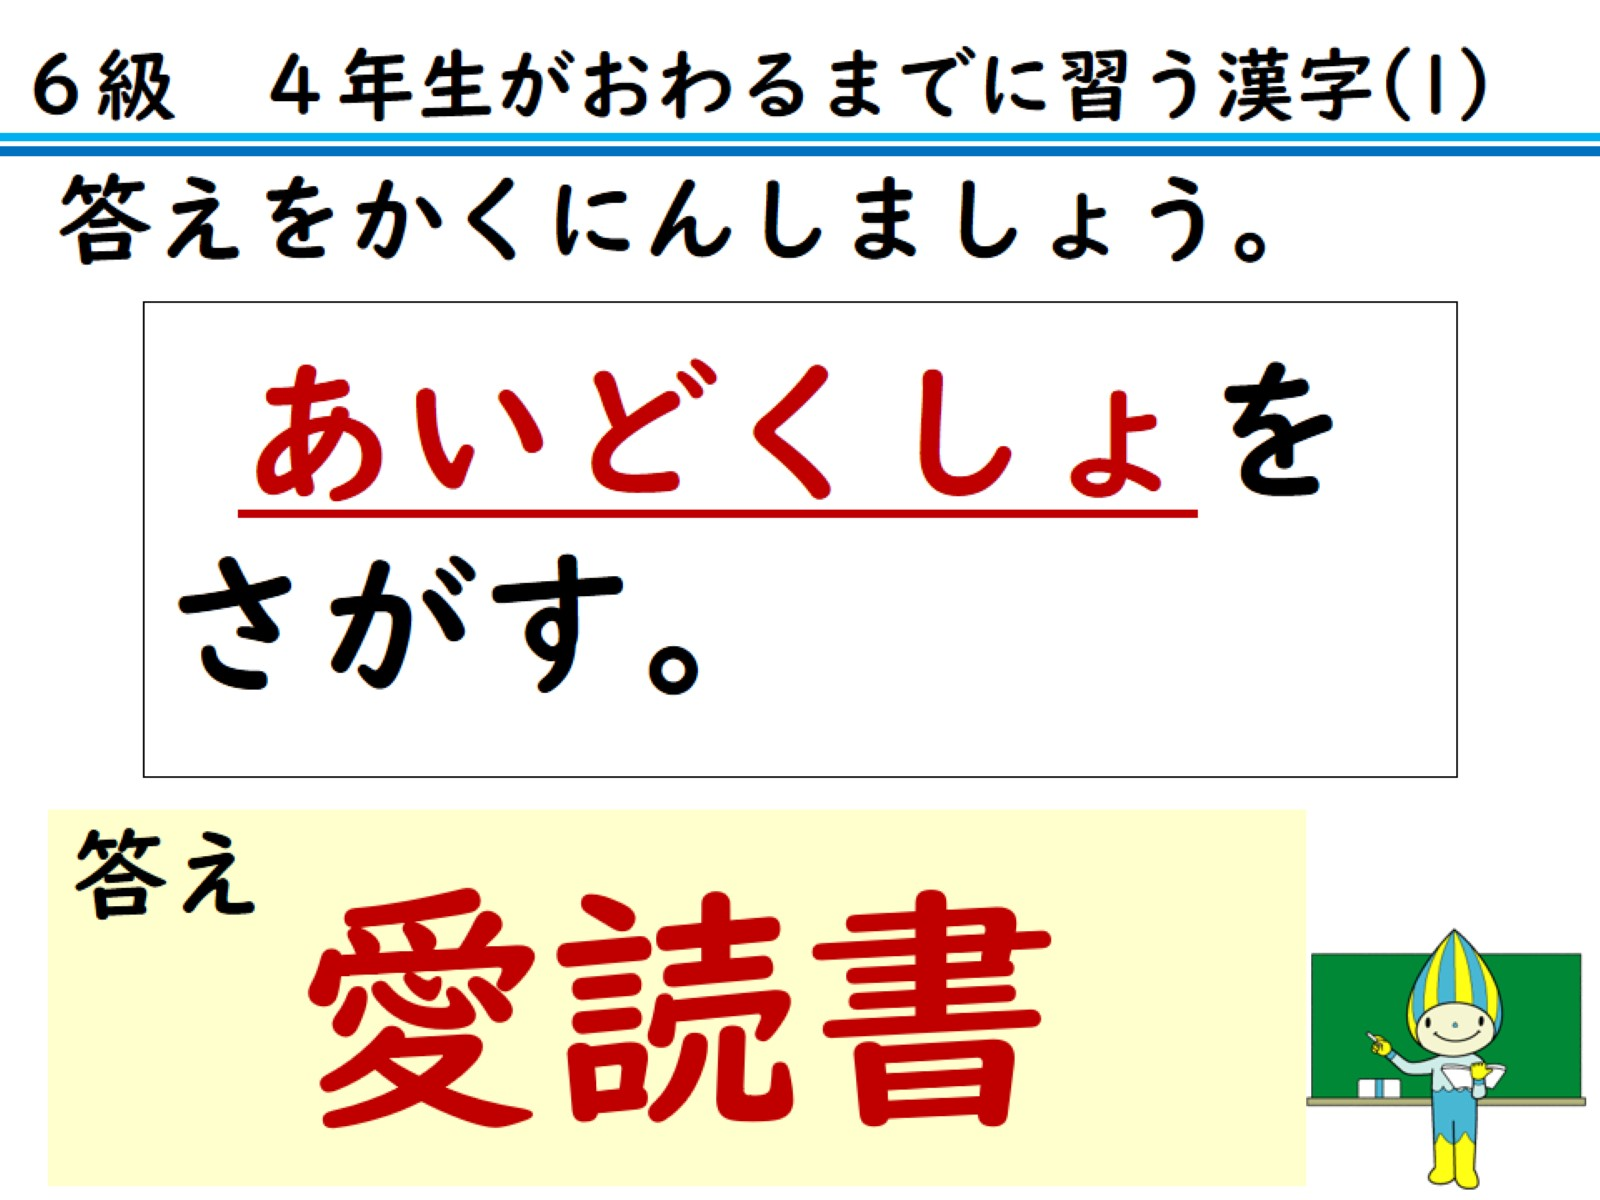 ６級　４年生がおわるまでに習う漢字(1)
答えをかくにんしましょう。
あいどくしょを
さがす。
答え
愛読書